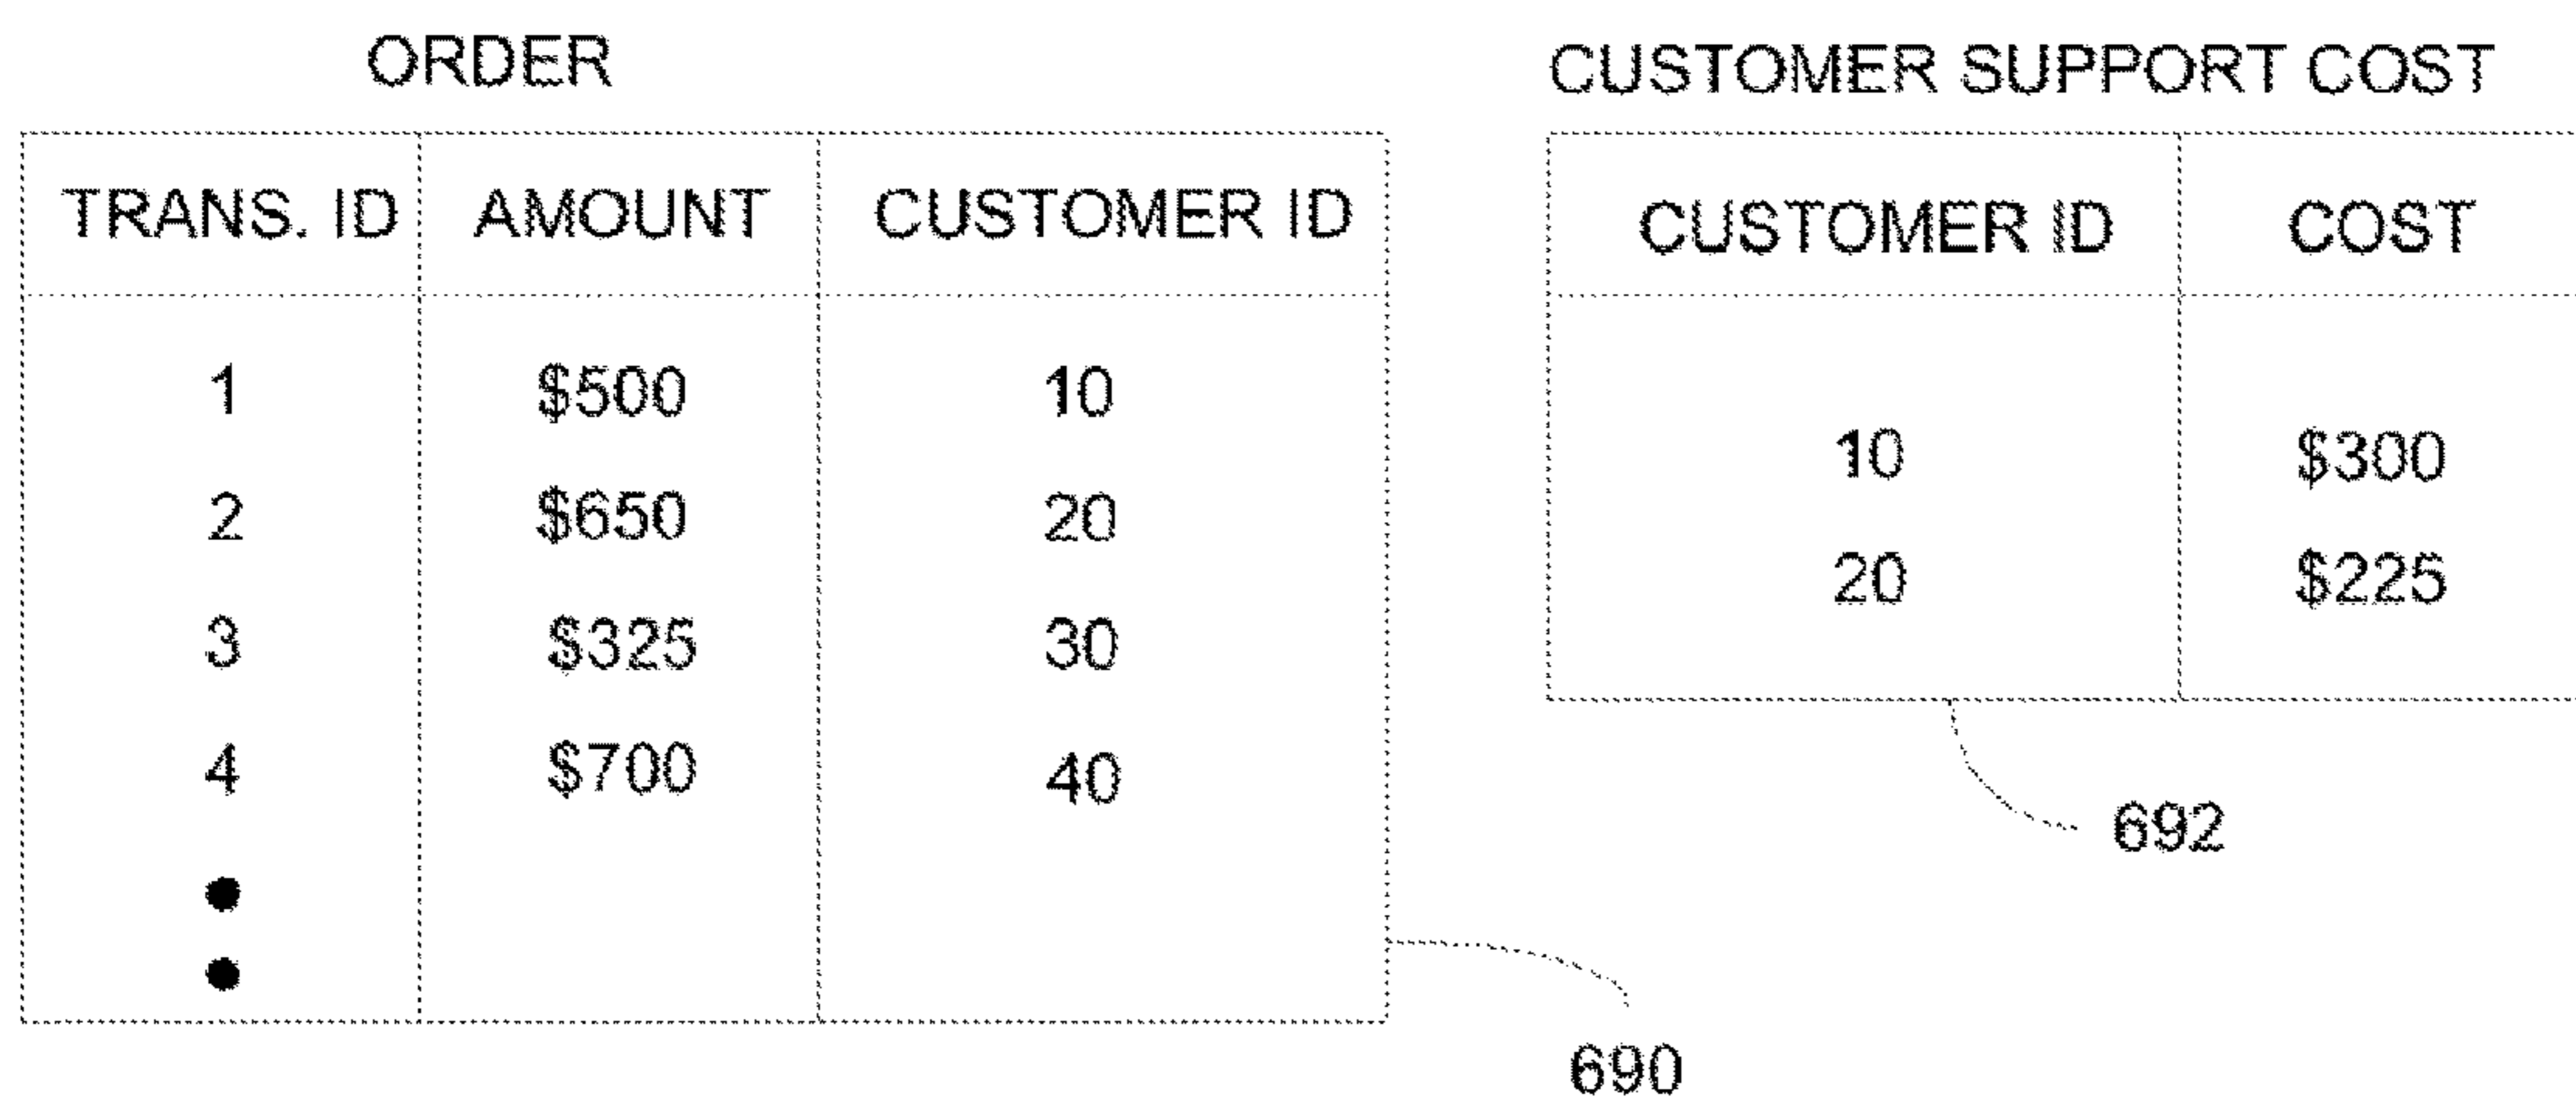 ORDER
TRANS. ID AMOUNT CUSTOMER ID
1 $500 10
2 $650 20
3 $325 30
4 $700 40
690
CUSTOMER SUPPORT COST
CUSTOMER ID COST
10 $300
20 $225
692